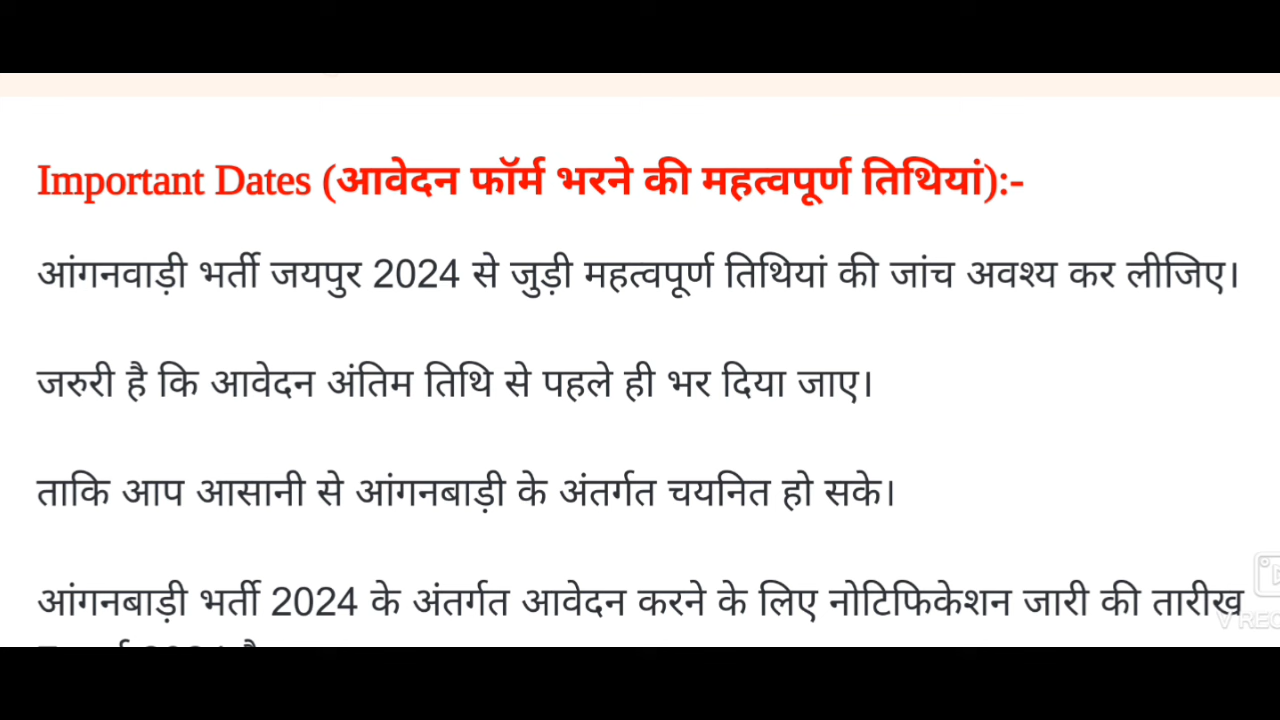 Important Dates (आवेदन फॉर्म भरने की महत्वपूर्ण तिथियां):-
आंगनवाड़ी भर्ती जयपुर 2024 से जुड़ी महत्वपूर्ण तिथियां की जांच अवश्य कर लीजिए।
जरुरी है कि आवेदन अंतिम तिथि से पहले ही भर दिया जाए।
ताकि आप आसानी से आंगनबाड़ी के अंतर्गत चयनित हो सके।
आंगनबाड़ी भर्ती 2024 के अंतर्गत आवेदन करने के लिए नोटिफिकेशन जारी की तारीख
V REC